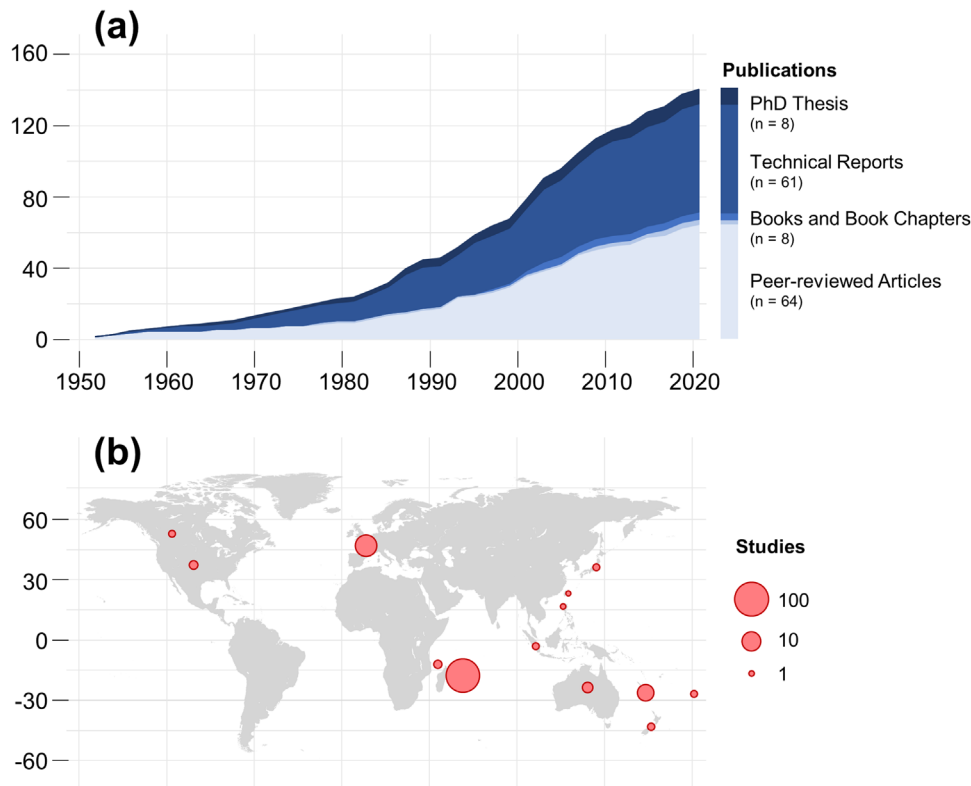 (a)
160
120
80
40
0
1950 1960 1970 1980 1990 2000 2010 2020
Publications
PhD Thesis
(n = 8)
Technical Reports
(n = 61)
Books and Book Chapters
(n = 8)
Peer-reviewed Articles
(n = 64)
(b)
60
30
0
-30
-60
Studies
100
10
1